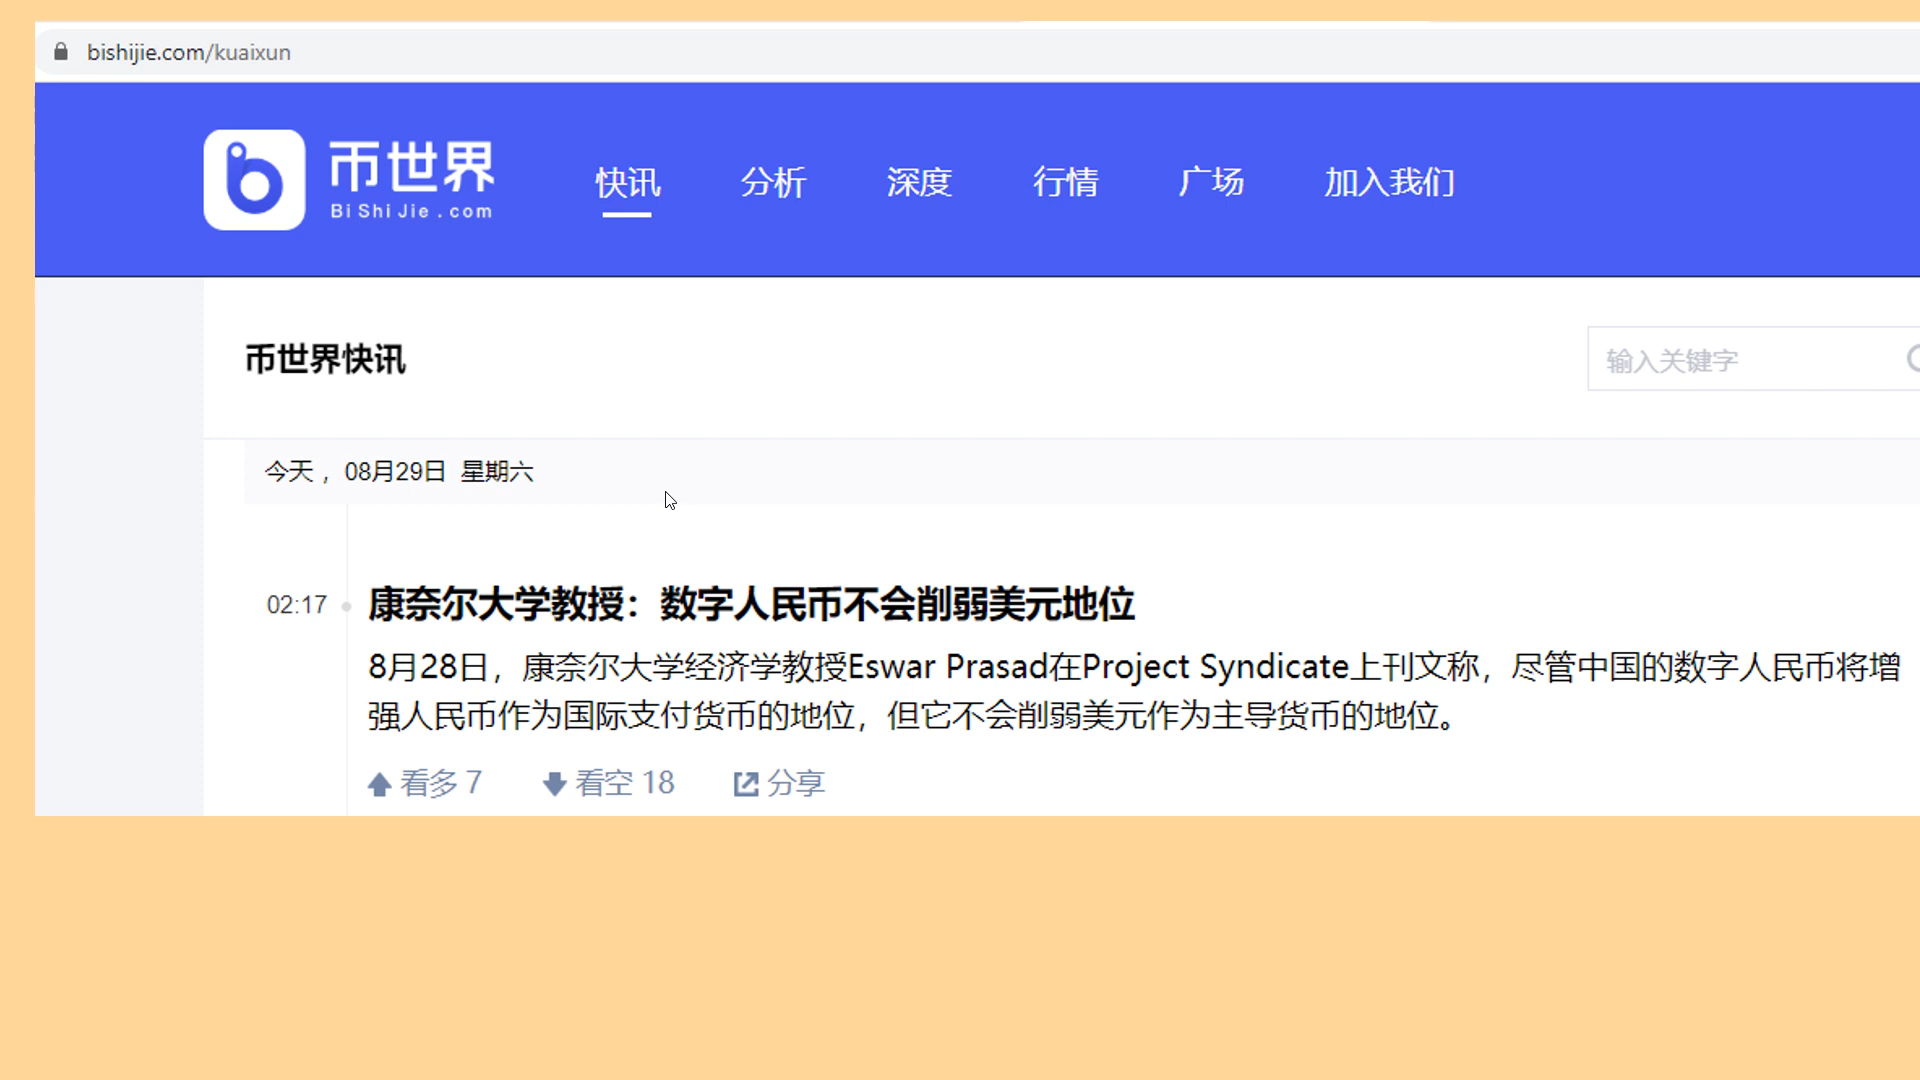 bishijie.com/kuaixun
币世界
BiShiJie.com
快讯 分析 深度 行情 广场 加入我们
币世界快讯
输入关键字
今天，08月29日 星期六
02:17
康奈尔大学教授：数字人民币不会削弱美元地位
8月28日，康奈尔大学经济学教授Eswar Prasad在Project Syndicate上刊文称，尽管中国的数字人民币将增
强人民币作为国际支付货币的地位，但它不会削弱美元作为主导货币的地位。
看多 7 看空 18 分享